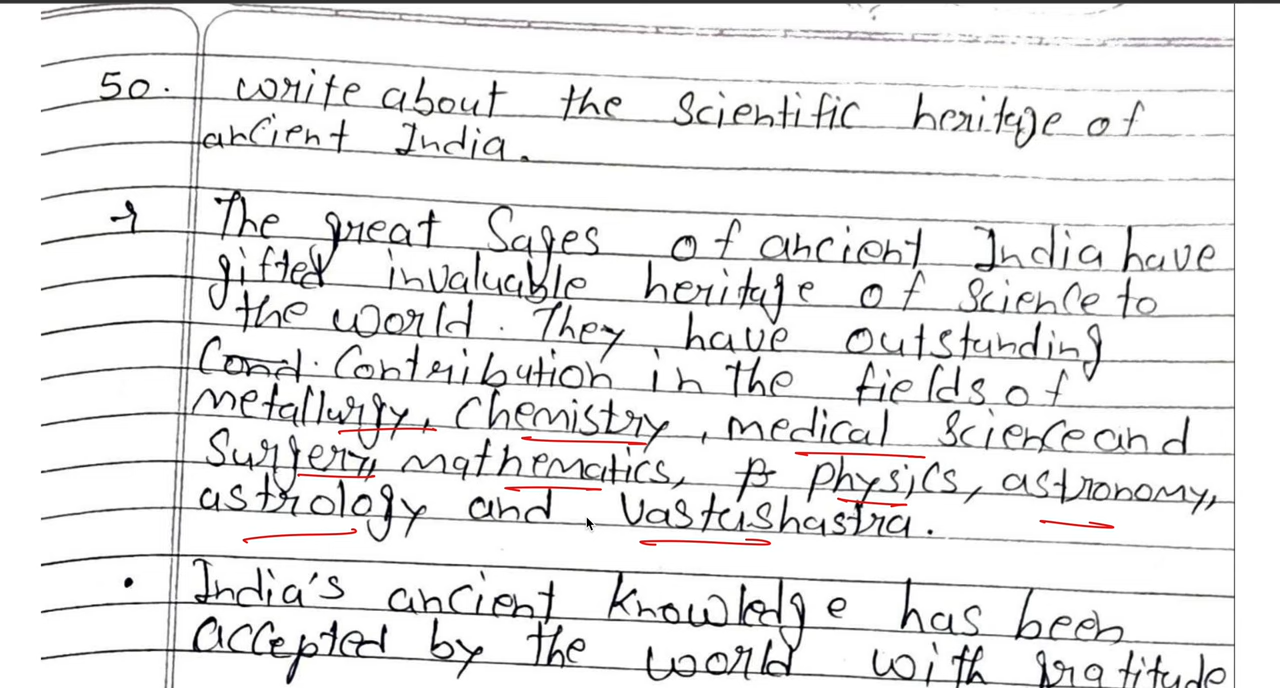 50. Write about the Scientific heritage of
ancient India.
→ The great Sages of ancient India have
gifted invaluable heritage of Science to
the world. They have outstanding
Cond. Contribution in the fields of
metallurgy, Chemistry, medical Science and
Surgery, mathematics, p physics, astronomy,
astrology and Vastushastra.
• India's ancient knowledge has been
accepted by the world with gratitude